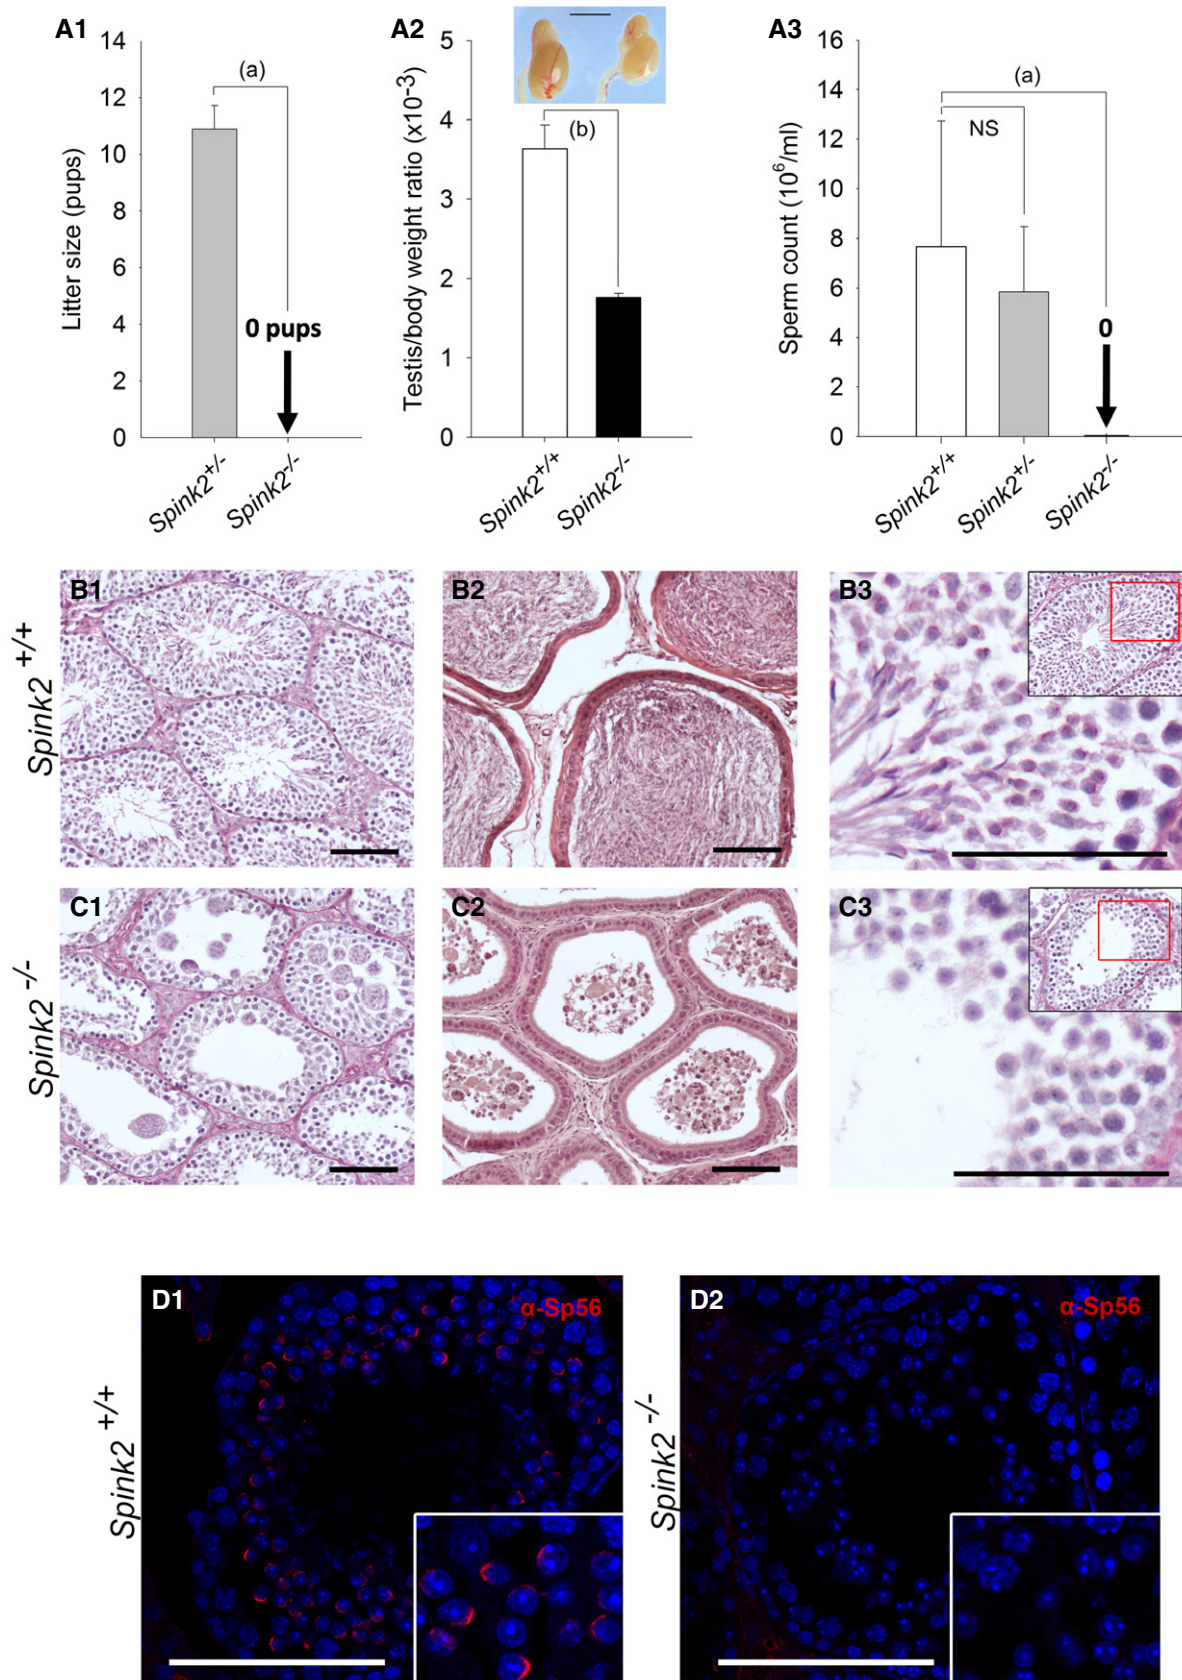 A1
14
12
10
8
6
4
2
0
Litter size (pups)
(a)
0 pups
Spink2+/-
Spink2-/-
A2
5
4
3
2
1
0
Testis/body weight ratio (x10-3)
(b)
Spink2+/+
Spink2-/-
A3
16
14
12
10
8
6
4
2
0
Sperm count (10^6/ml)
(a)
NS
0
Spink2+/+
Spink2+/-
Spink2-/-
Spink2 +/+
B1
B2
B3
Spink2 -/-
C1
C2
C3
Spink2 +/+
D1
α-Sp56
Spink2 -/-
D2
α-Sp56